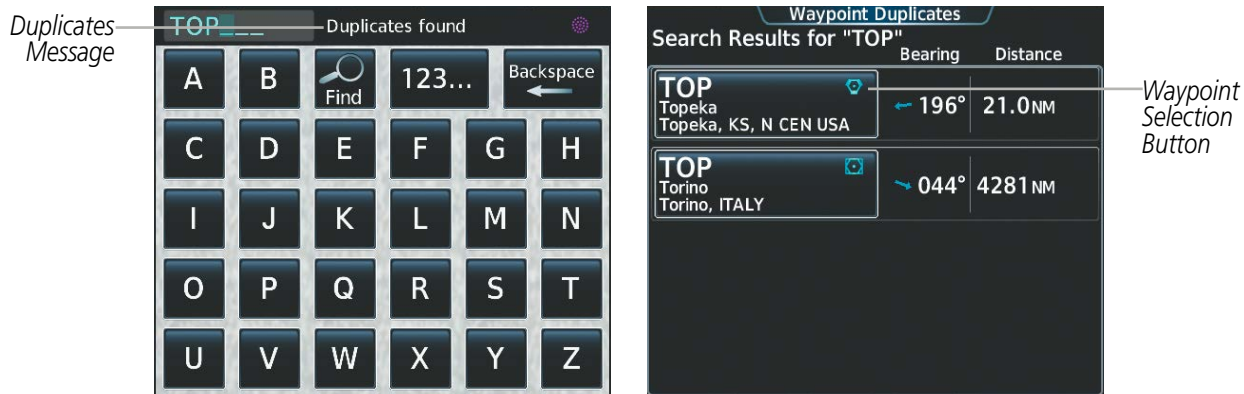 Duplicates
Message
TOP___ Duplicates found
A B Find 123... Backspace
C D E F G H
I J K L M N
O P Q R S T
U V W X Y Z
Waypoint Duplicates
Search Results for "TOP"
Bearing Distance
TOP
Topeka
Topeka, KS, N CEN USA
196° 21.0NM
TOP
Torino
Torino, ITALY
044° 4281NM
Waypoint
Selection
Button